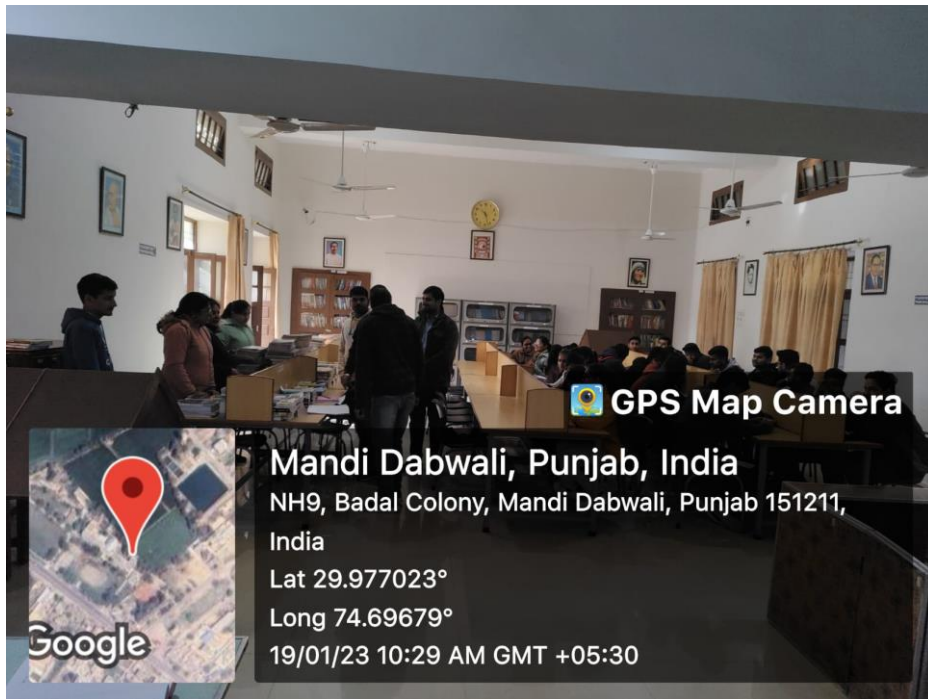 GPS Map Camera
Mandi Dabwali, Punjab, India
NH9, Badal Colony, Mandi Dabwali, Punjab 151211,
India
Lat 29.977023°
Long 74.69679°
19/01/23 10:29 AM GMT +05:30
Google